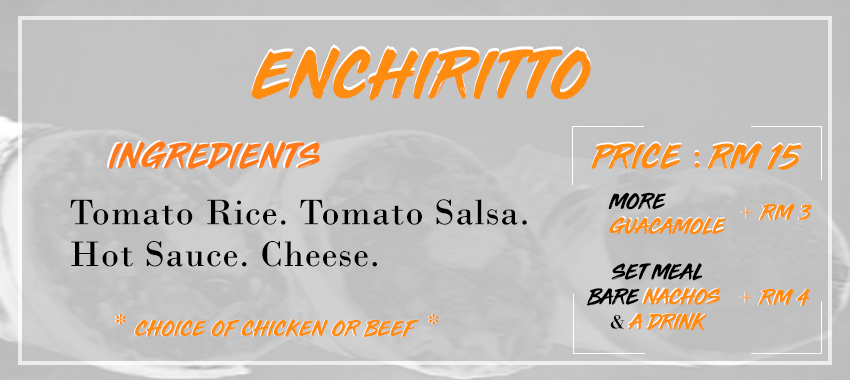 ENCHIRITTO
INGREDIENTS
Tomato Rice. Tomato Salsa.
Hot Sauce. Cheese.
* CHOICE OF CHICKEN OR BEEF *
PRICE : RM 15
MORE
GUACAMOLE + RM 3
SET MEAL
BARE NACHOS + RM 4
& A DRINK